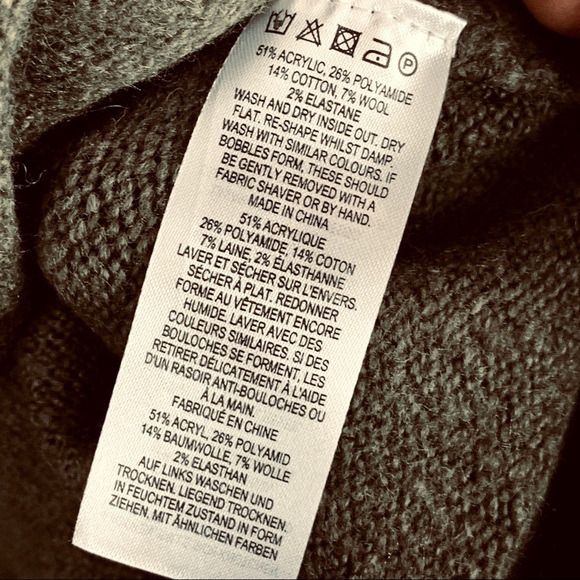 P
51% ACRYLIC, 26% POLYAMIDE
14% COTTON, 7% WOOL
2% ELASTANE
WASH AND DRY INSIDE OUT. DRY
FLAT. RE-SHAPE WHILST DAMP.
WASH WITH SIMILAR COLOURS. IF
BOBBLES FORM, THESE SHOULD
BE GENTLY REMOVED WITH A
FABRIC SHAVER OR BY HAND.
MADE IN CHINA
51% ACRYLIQUE
26% POLYAMIDE, 14% COTON
7% LAINE, 2% ÉLASTHANNE
LAVER ET SÉCHER SUR L'ENVERS.
SÉCHER À PLAT. REDONNER
FORME AU VÊTEMENT ENCORE
HUMIDE. LAVER AVEC DES
COULEURS SIMILAIRES. SI DES
BOULOCHES SE FORMENT, LES
RETIRER DÉLICATEMENT À L'AIDE
D'UN RASOIR ANTI-BOULOCHES OU
À LA MAIN.
FABRIQUÉ EN CHINE
51% ACRYL, 26% POLYAMID
14% BAUMWOLLE, 7% WOLLE
2% ELASTHAN
AUF LINKS WASCHEN UND
TROCKNEN. LIEGEND TROCKNEN.
IN FEUCHTEM ZUSTAND IN FORM
ZIEHEN. MIT ÄHNLICHEN FARBEN